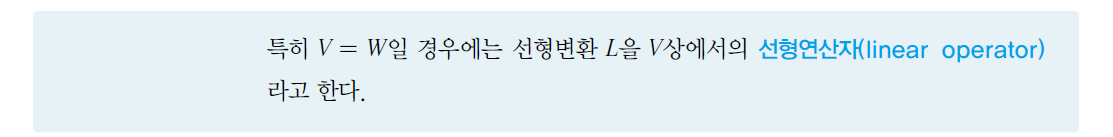 특히 V = W일 경우에는 선형변환 L을 V상에서의 선형연산자(linear operator)
라고 한다.